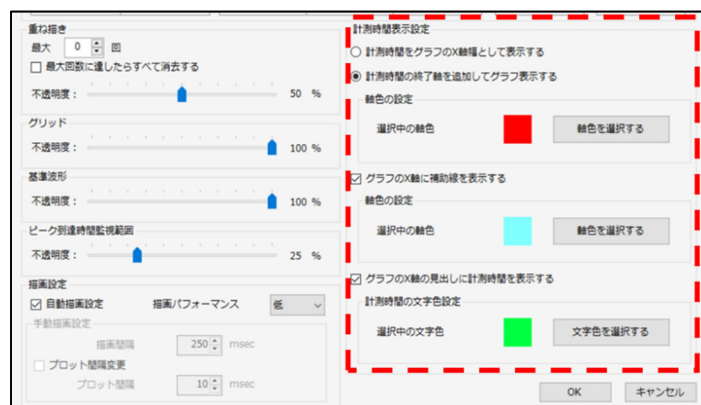 重ね描き
最大 0 回
最大回数に達したらすべて消去する
不透明度： 50 %
グリッド
不透明度： 100 %
基準波形
不透明度： 100 %
ピーク到達時間監視範囲
不透明度： 25 %
描画設定
自動描画設定 描画パフォーマンス 低
手動描画設定
描画間隔 250 msec
プロット間隔変更
プロット間隔 10 msec
計測時間表示設定
計測時間をグラフのX軸幅として表示する
計測時間の終了軸を追加してグラフ表示する
軸色の設定
選択中の軸色 軸色を選択する
グラフのX軸に補助線を表示する
軸色の設定
選択中の軸色 軸色を選択する
グラフのX軸の見出しに計測時間を表示する
計測時間の文字色設定
選択中の文字色 文字色を選択する
OK キャンセル